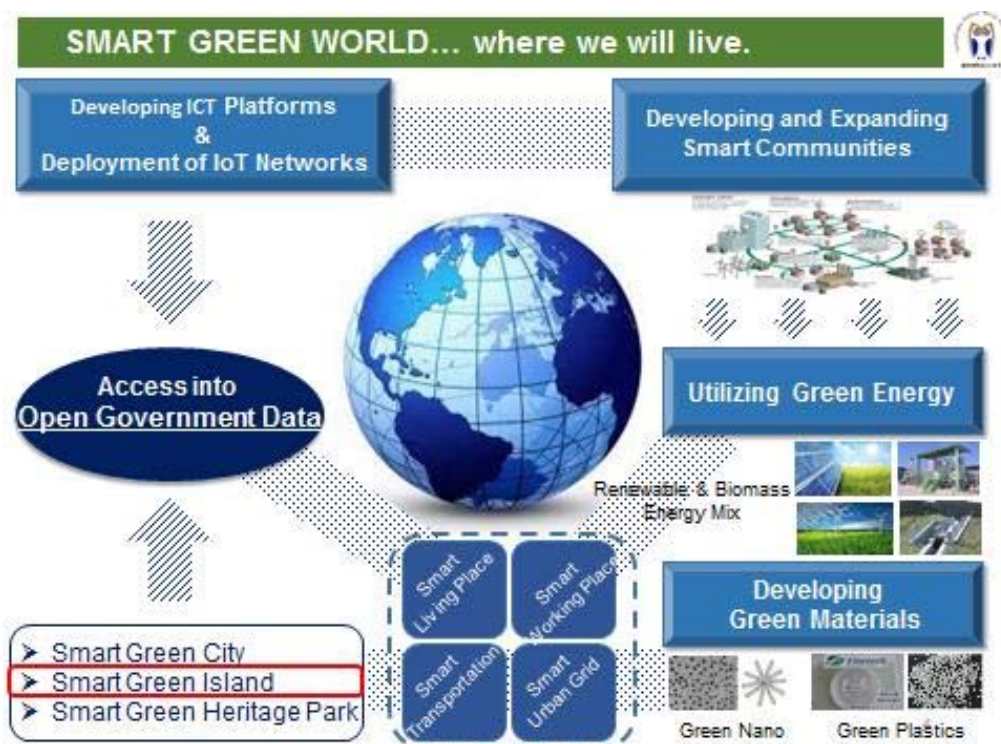 SMART GREEN WORLD... where we will live.
Developing ICT Platforms
&
Deployment of IoT Networks
Developing and Expanding
Smart Communities
Access into
Open Government Data
Utilizing Green Energy
Renewable & Biomass
Energy Mix
Smart
Living Place
Smart
Working Place
Smart
Transportation
Smart
Urban Grid
Developing
Green Materials
➢ Smart Green City
➢ Smart Green Island
➢ Smart Green Heritage Park
Green Nano
Green Plastics